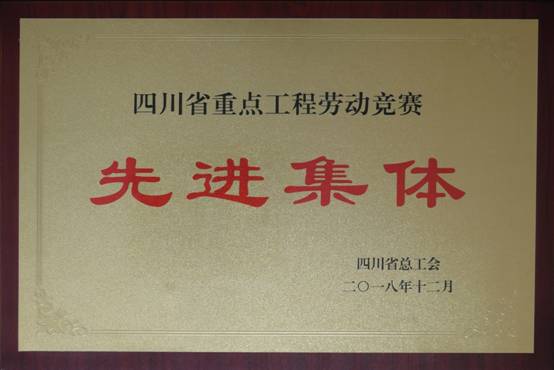 四川省重点工程劳动竞赛
先进集体
四川省总工会
二〇一八年十二月